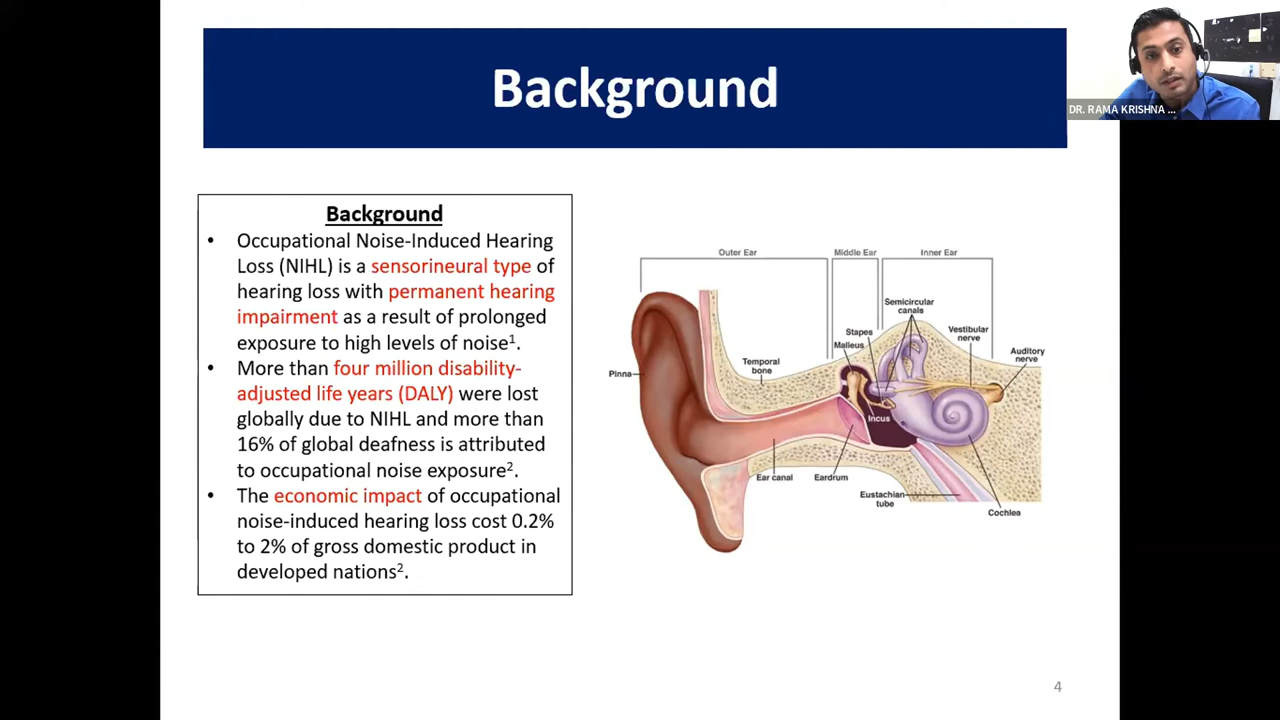 Background
DR. RAMA KRISHNA ...
Background
• Occupational Noise-Induced Hearing
Loss (NIHL) is a sensorineural type of
hearing loss with permanent hearing
impairment as a result of prolonged
exposure to high levels of noise¹.
• More than four million disability-
adjusted life years (DALY) were lost
globally due to NIHL and more than
16% of global deafness is attributed
to occupational noise exposure².
• The economic impact of occupational
noise-induced hearing loss cost 0.2%
to 2% of gross domestic product in
developed nations².
Outer Ear
Middle Ear
Inner Ear
Semicircular
canals
Stapes
Vestibular
nerve
Malleus
Auditory
nerve
Temporal
bone
Pinna
Incus
Ear canal
Eardrum
Eustachian
tube
Cochlea
4